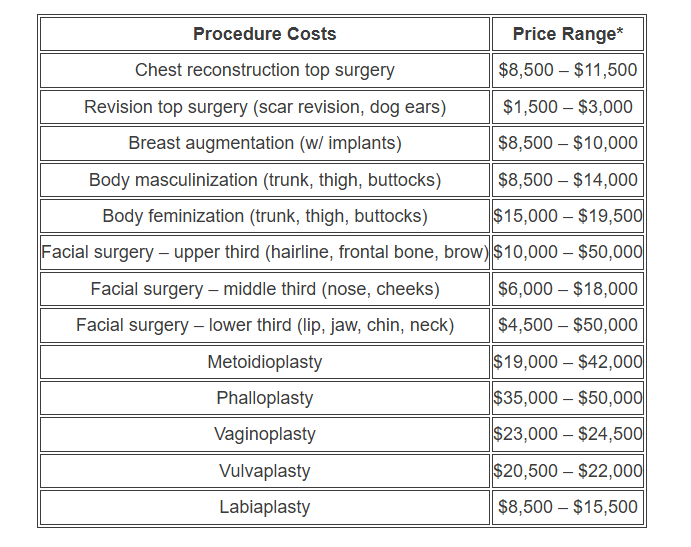 Procedure Costs Price Range*
Chest reconstruction top surgery $8,500 – $11,500
Revision top surgery (scar revision, dog ears) $1,500 – $3,000
Breast augmentation (w/ implants) $8,500 – $10,000
Body masculinization (trunk, thigh, buttocks) $8,500 – $14,000
Body feminization (trunk, thigh, buttocks) $15,000 – $19,500
Facial surgery – upper third (hairline, frontal bone, brow) $10,000 – $50,000
Facial surgery – middle third (nose, cheeks) $6,000 – $18,000
Facial surgery – lower third (lip, jaw, chin, neck) $4,500 – $50,000
Metoidioplasty $19,000 – $42,000
Phalloplasty $35,000 – $50,000
Vaginoplasty $23,000 – $24,500
Vulvaplasty $20,500 – $22,000
Labiaplasty $8,500 – $15,500